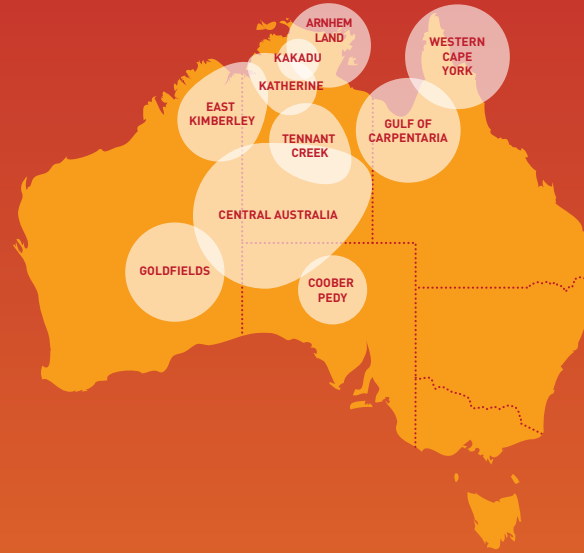 ARNHEM
LAND
WESTERN
CAPE
YORK
KAKADU
KATHERINE
EAST
KIMBERLEY
GULF OF
CARPENTARIA
TENNANT
CREEK
CENTRAL AUSTRALIA
GOLDFIELDS
COOBER
PEDY